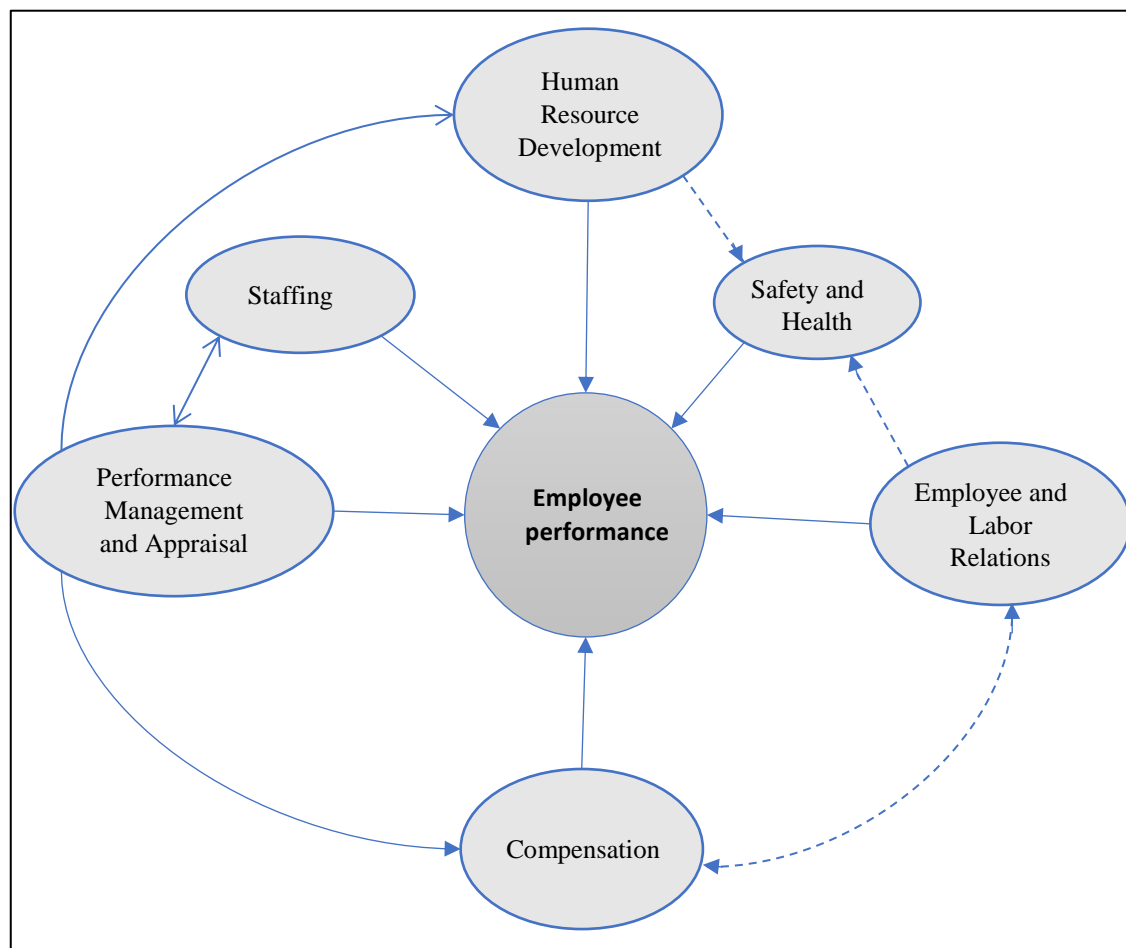 Human
Resource
Development
Staffing
Safety and
Health
Performance
Management
and Appraisal
Employee
performance
Employee and
Labor
Relations
Compensation